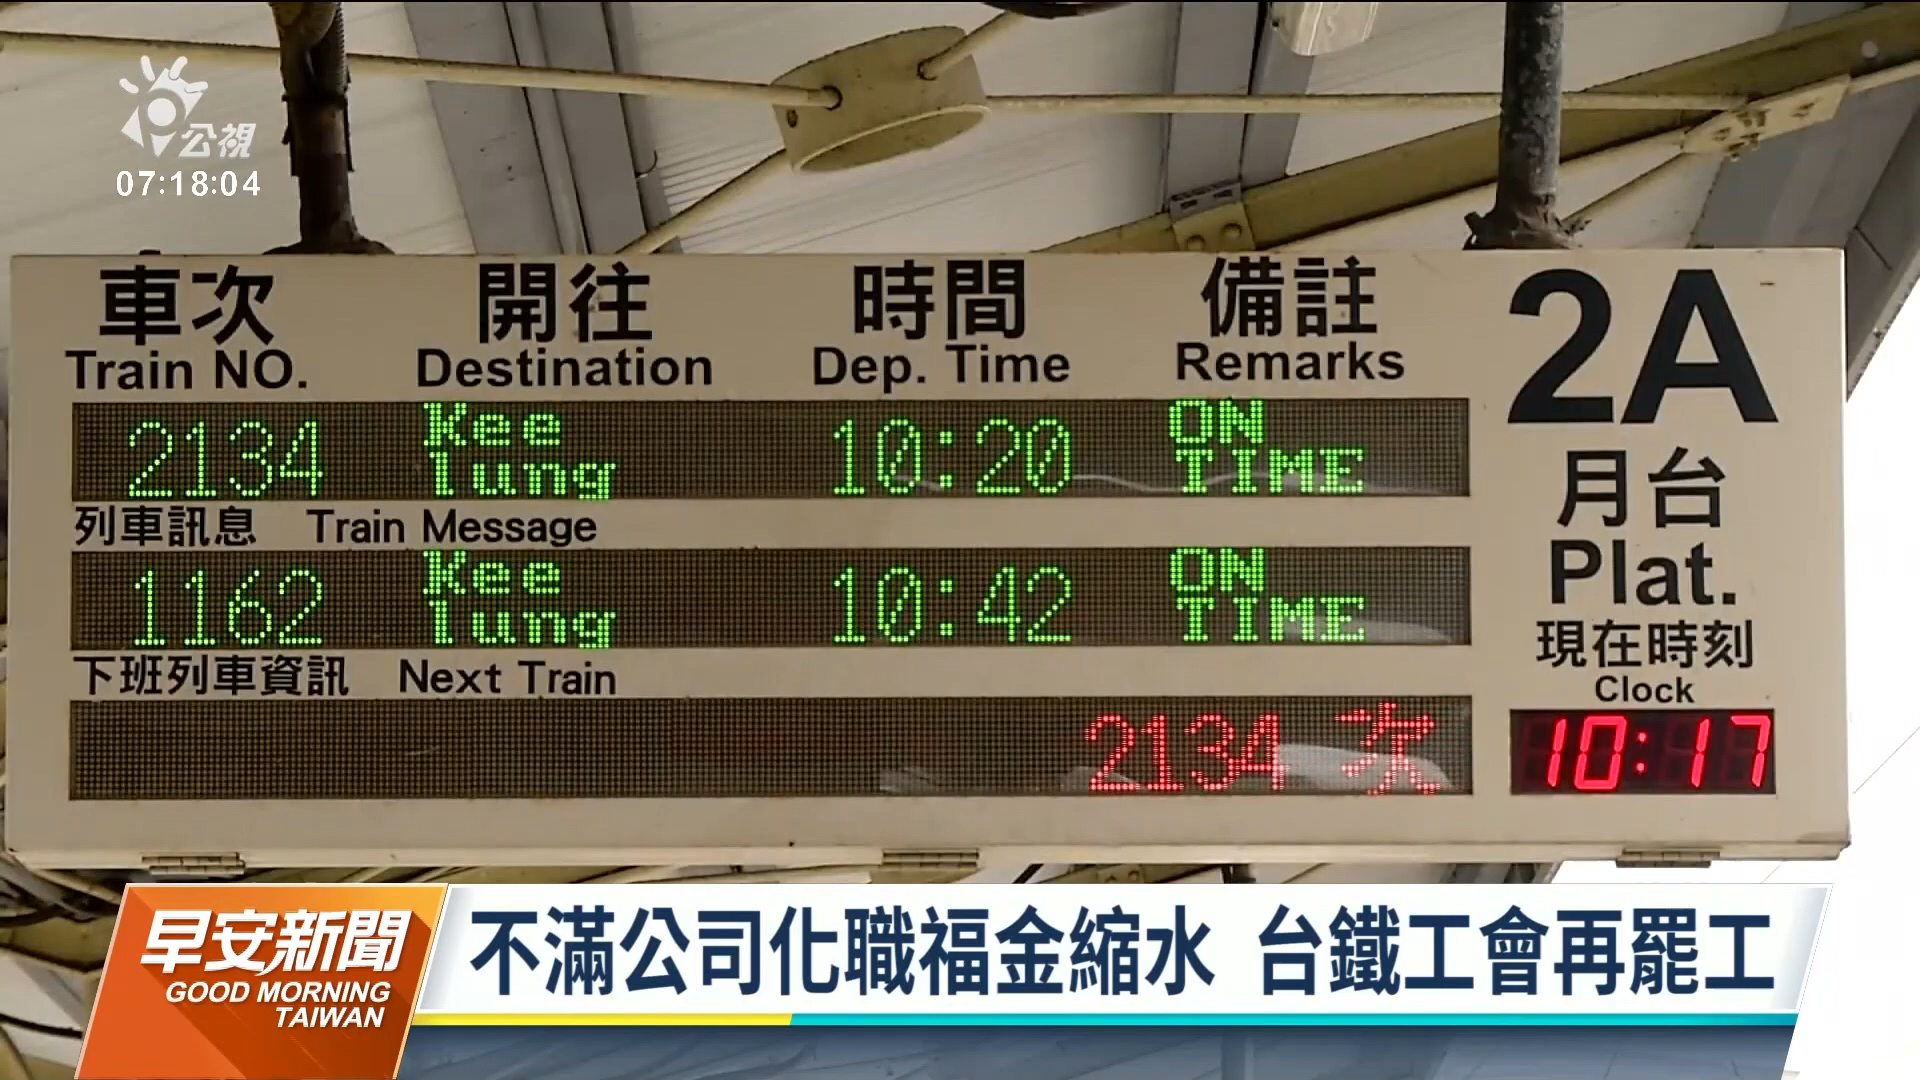 公視
07:18:04
車次 開往 時間 備註
Train NO. Destination Dep. Time Remarks
2134 Kee lung 10:20 ON TIME
列車訊息 Train Message
1162 Kee lung 10:42 ON TIME
下班列車資訊 Next Train
2134 次
2A
月台
Plat.
現在時刻
Clock
10:17
早安新聞
GOOD MORNING
TAIWAN
不滿公司化職福金縮水 台鐵工會再罷工